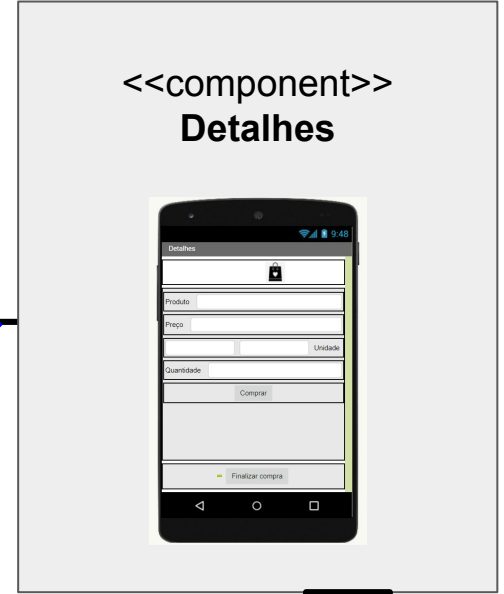 <<component>>
Detalhes
9:48
Detalhes
Produto
Preço
Unidade
Quantidade
Comprar
Finalizar compra